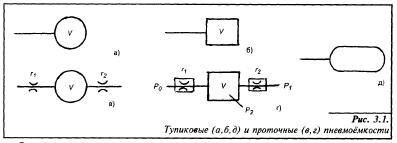 V
а)
V
б)
r1
V
r2
в)
P0
r1
V
r2
P1
P2
г)
д)
Рис. 3.1.
Тупиковые (а,б,д) и проточные (в,г) пневмоёмкости